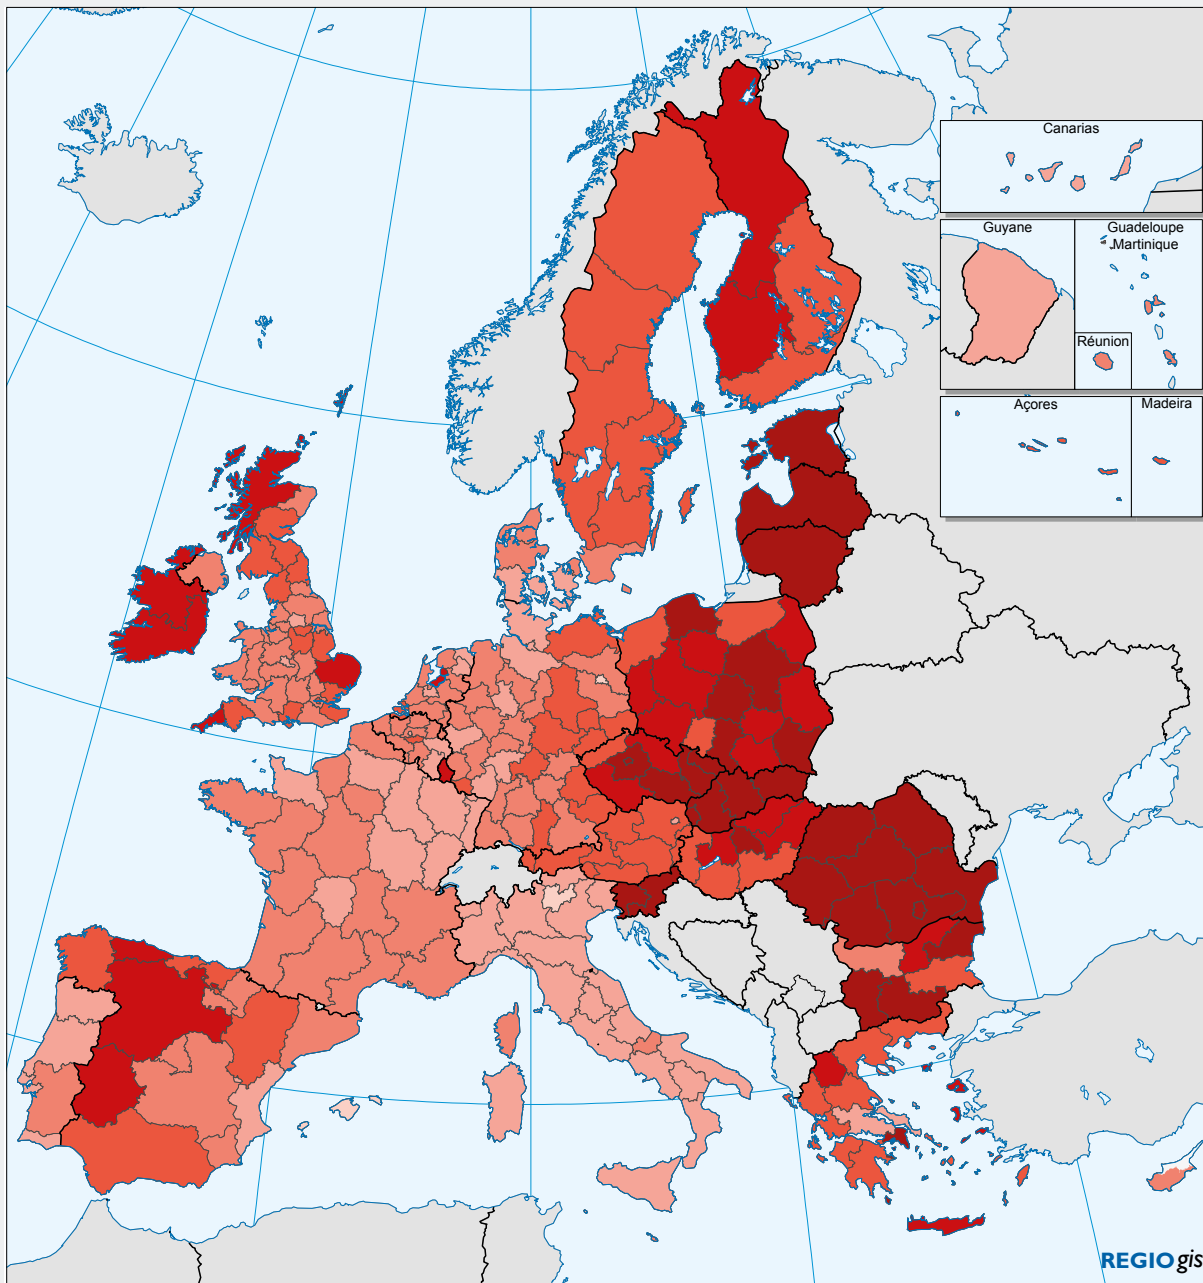 Canarias
Guyane
Guadeloupe
Martinique
Réunion
Açores
Madeira
REGIOgis